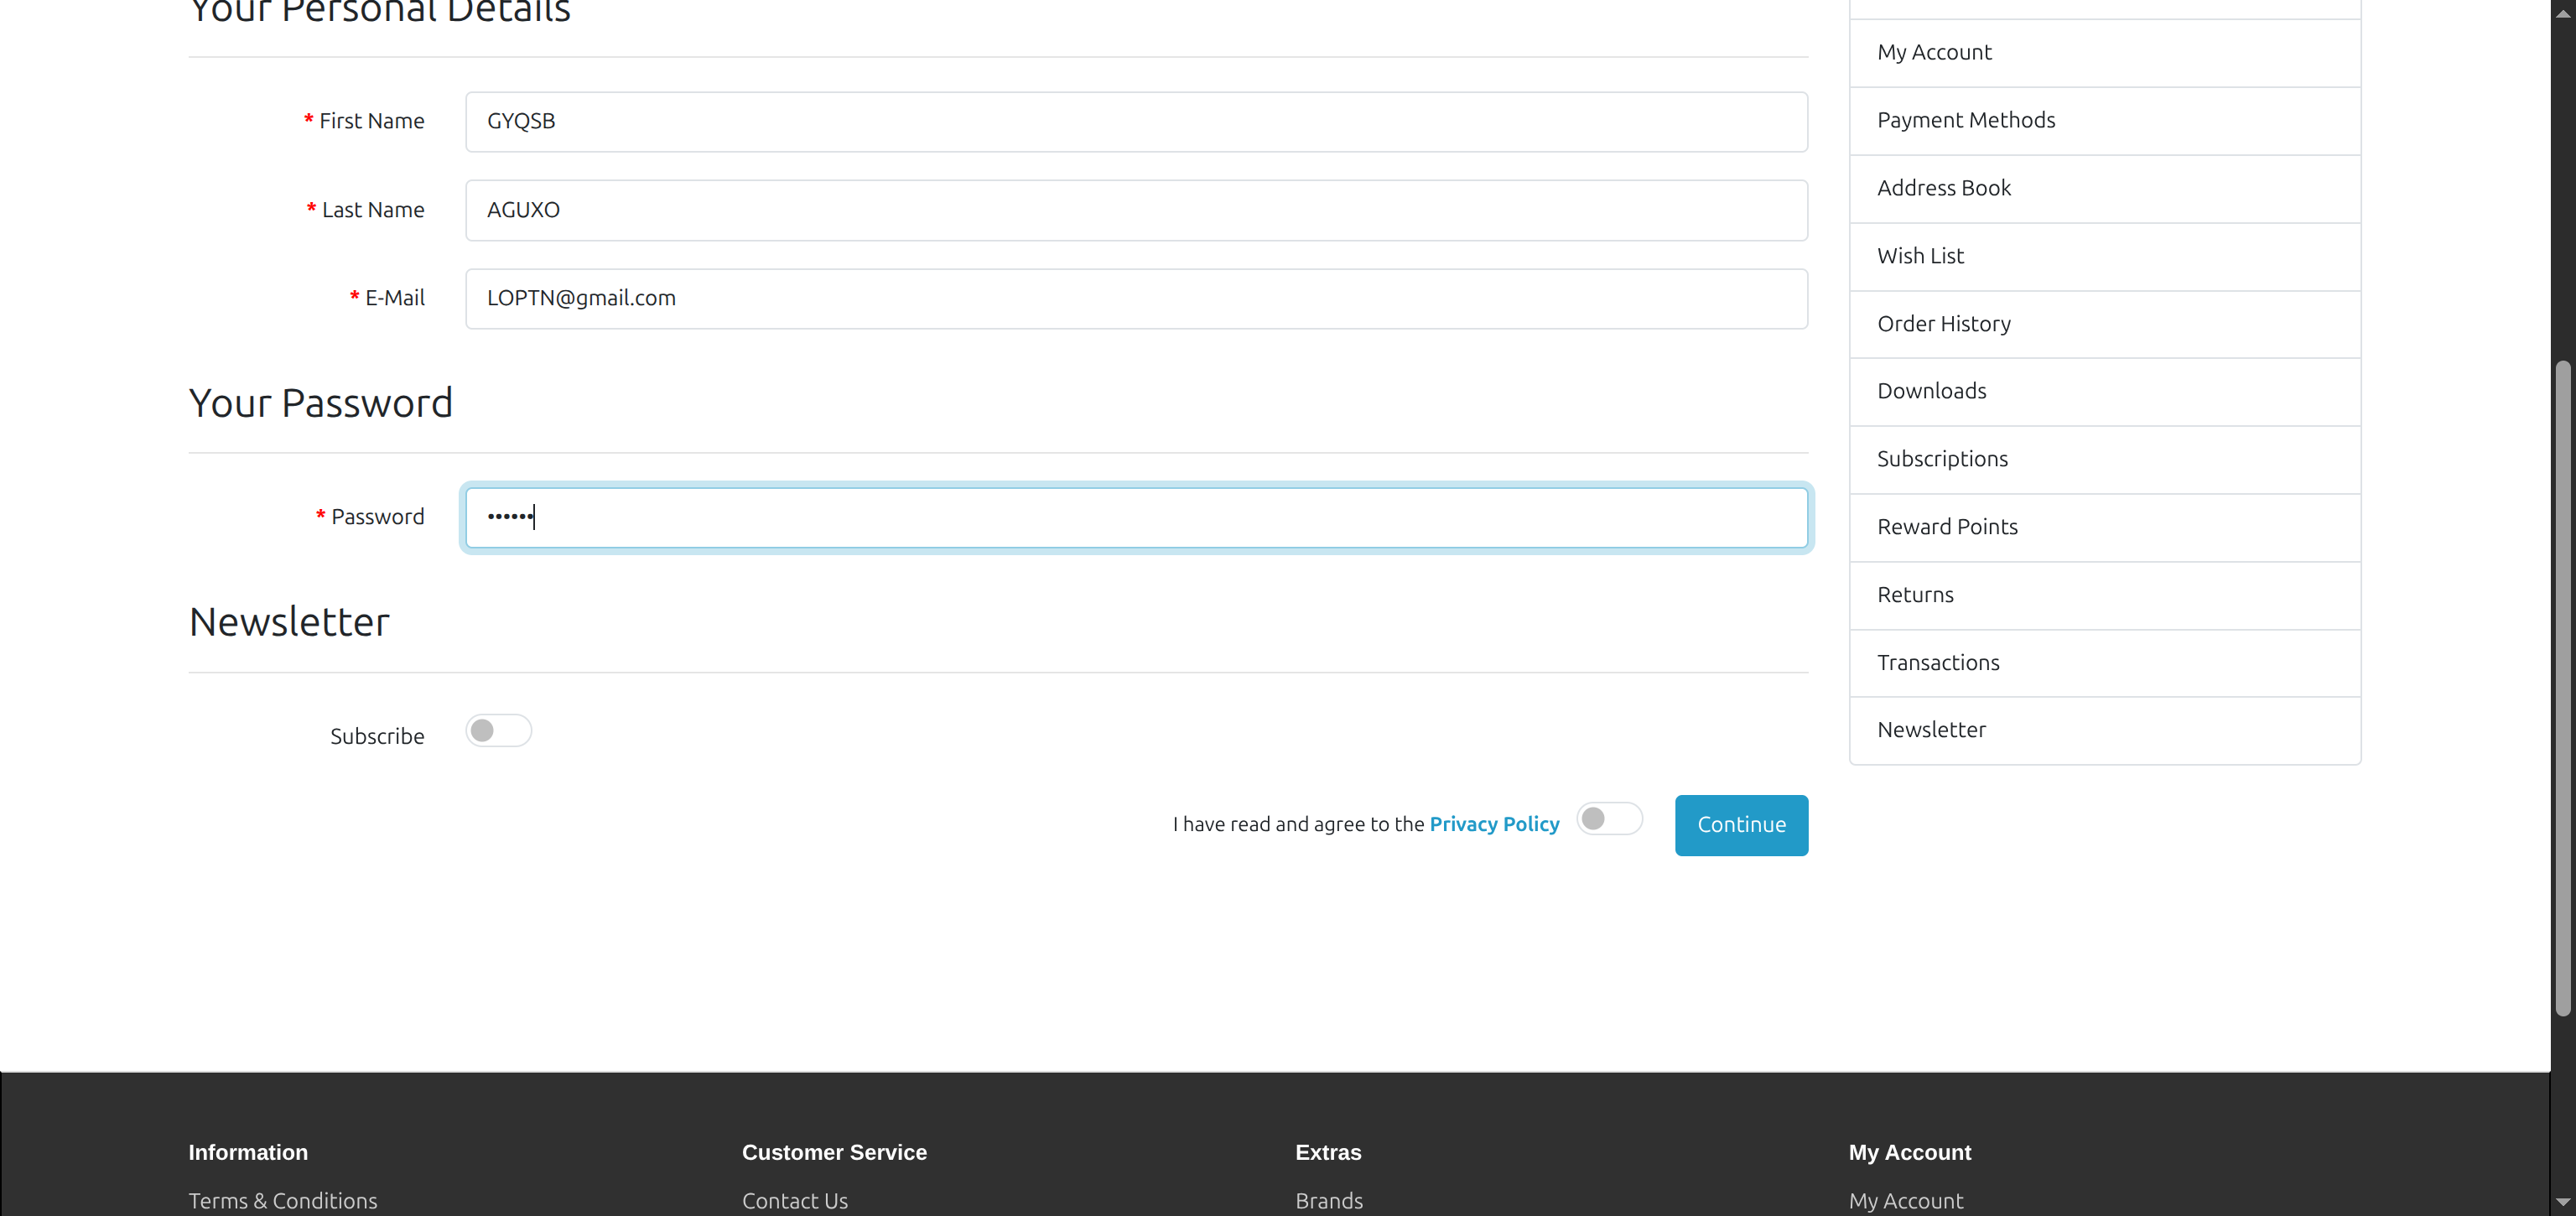 Your Personal Details
* First Name
GYQSB
* Last Name
AGUXO
* E-Mail
LOPTN@gmail.com
Your Password
* Password
••••••
Newsletter
Subscribe
I have read and agree to the Privacy Policy
Continue
My Account
Payment Methods
Address Book
Wish List
Order History
Downloads
Subscriptions
Reward Points
Returns
Transactions
Newsletter
Information
Terms & Conditions
Customer Service
Contact Us
Extras
Brands
My Account
My Account